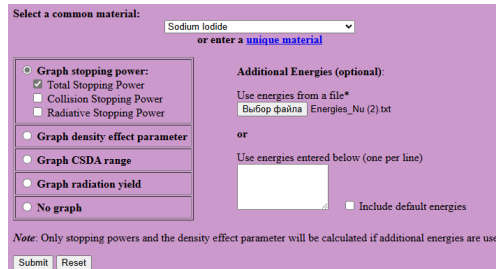 Select a common material:
Sodium Iodide
or enter a unique material
Graph stopping power:
Total Stopping Power
Collision Stopping Power
Radiative Stopping Power
Graph density effect parameter
Graph CSDA range
Graph radiation yield
No graph
Additional Energies (optional):
Use energies from a file*
Выбор файла Energies_Nu (2).txt
or
Use energies entered below (one per line)
Include default energies
Note: Only stopping powers and the density effect parameter will be calculated if additional energies are use
Submit Reset